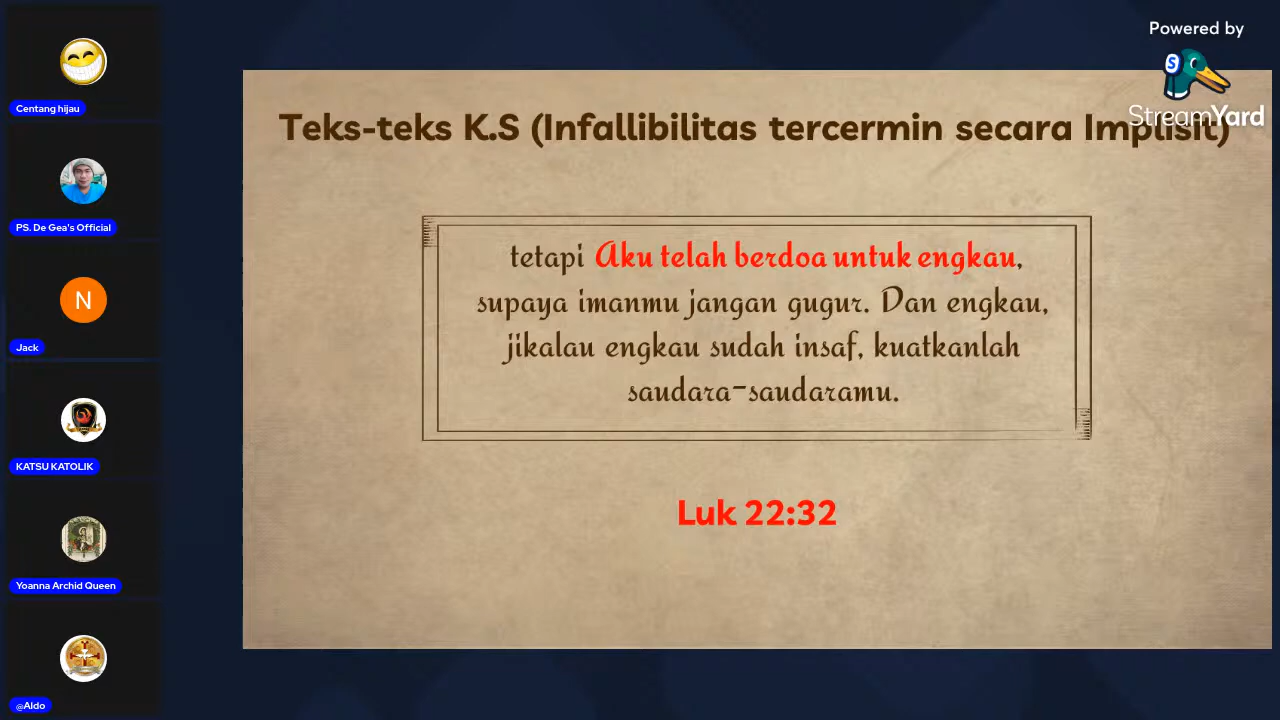 Powered by
StreamYard
Centang hijau
PS. De Gea's Official
N
Jack
KATSU KATOLIK
Yoanna Archid Queen
@Aldo
Teks-teks K.S (Infallibilitas tercermin secara Implisit)
tetapi Aku telah berdoa untuk engkau,
supaya imanmu jangan gugur. Dan engkau,
jikalau engkau sudah insaf, kuatkanlah
saudara-saudaramu.
Luk 22:32